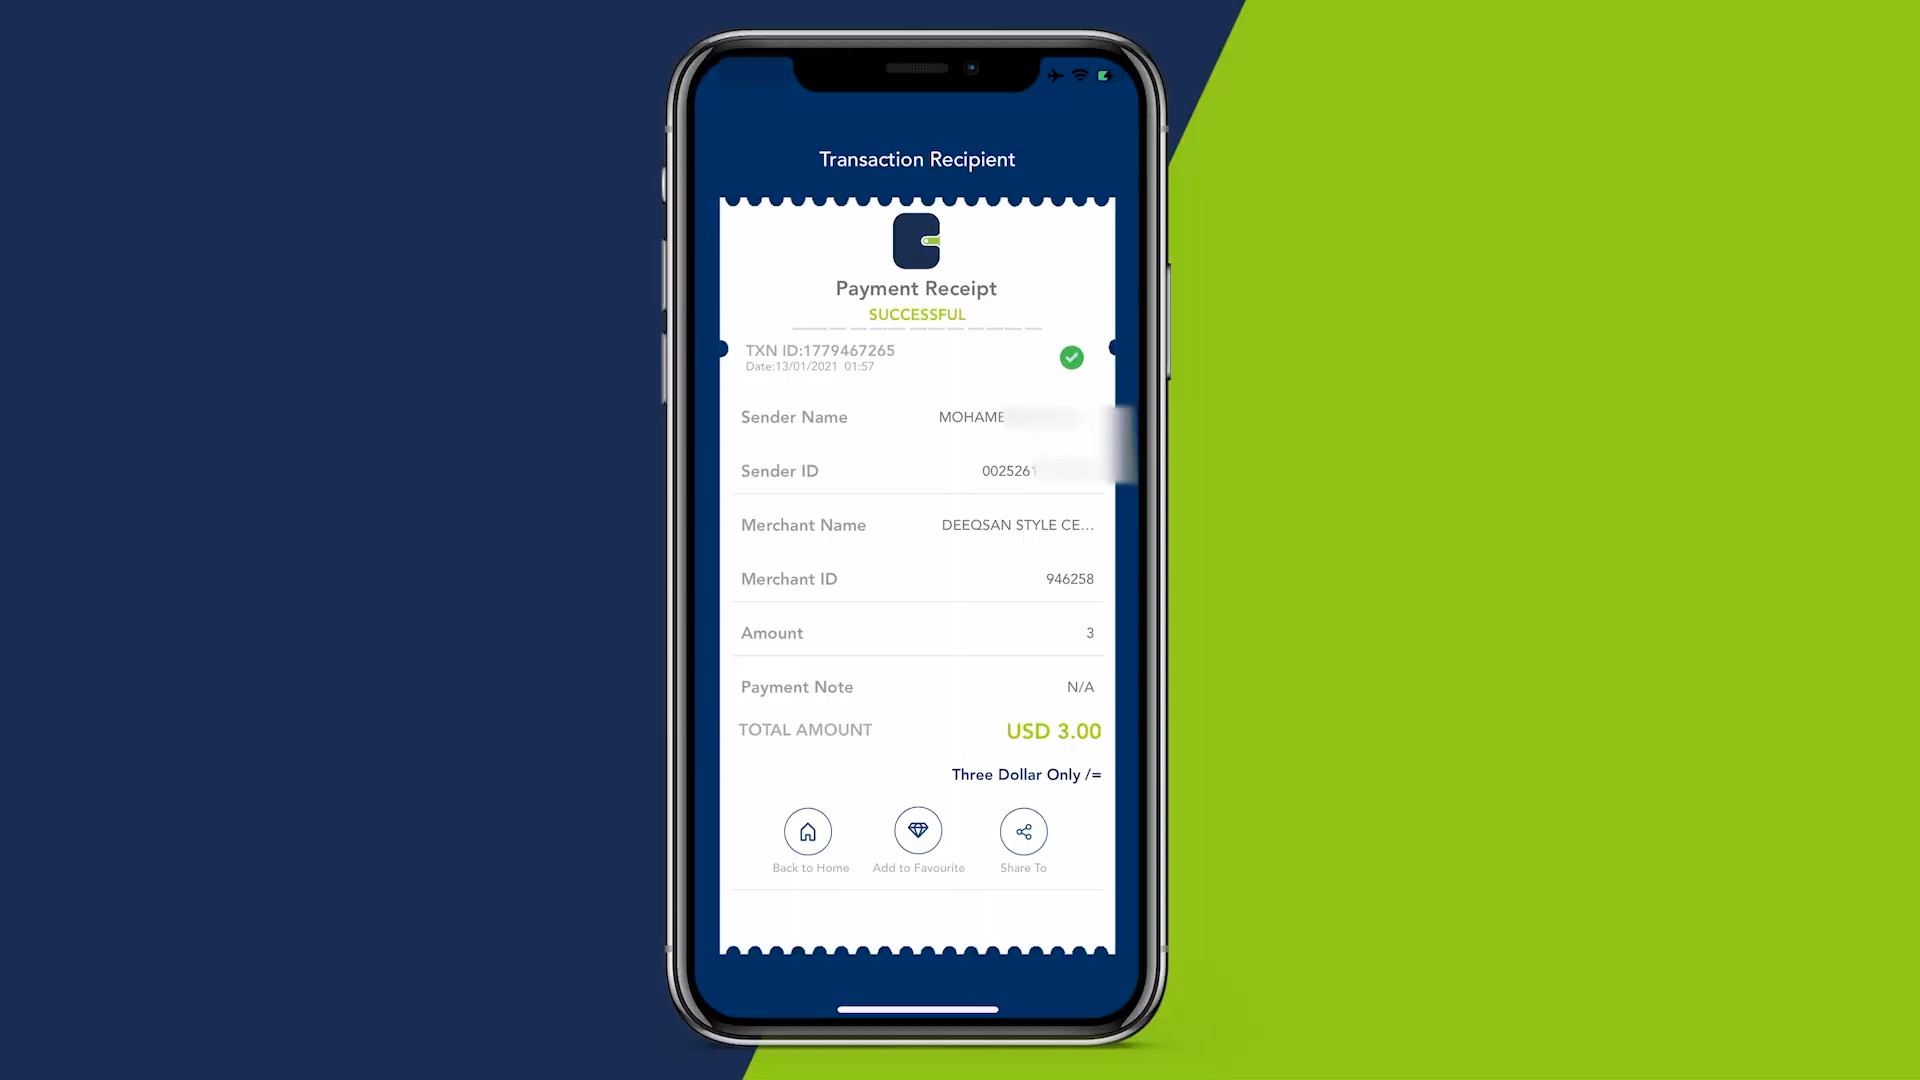 Transaction Recipient
Payment Receipt
SUCCESSFUL
TXN ID:1779467265
Date:13/01/2021 01:57
Sender Name
Sender ID 0025261
Merchant Name DEEQSAN STYLE CE...
Merchant ID 946258
Amount 3
Payment Note N/A
TOTAL AMOUNT USD 3.00
Three Dollar Only /=
Back to Home Add to Favourite Share To